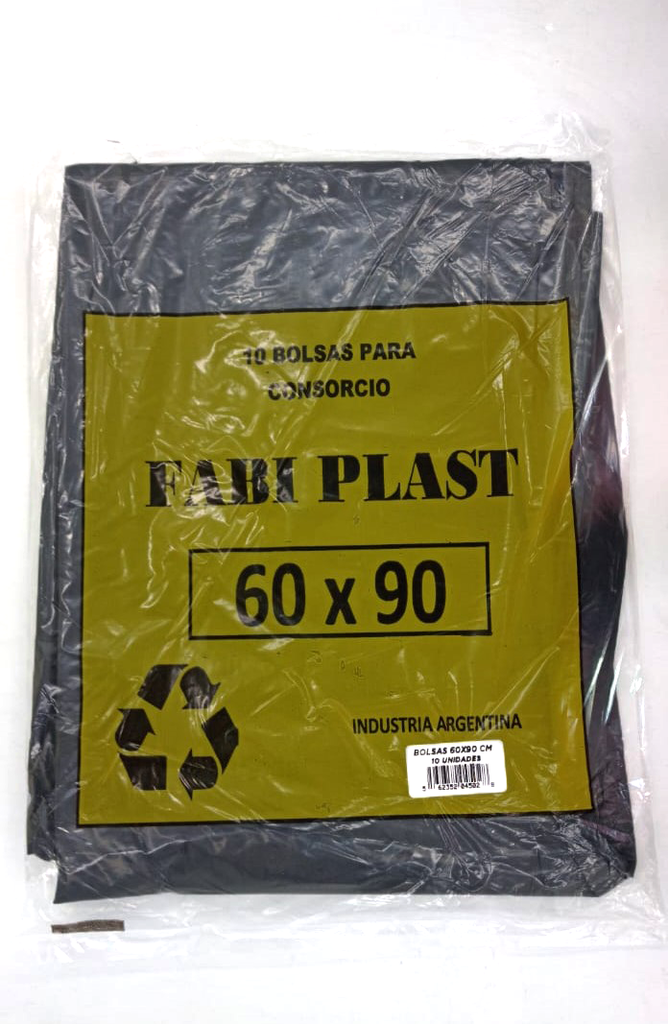 10 BOLSAS PARA
CONSORCIO
FABI PLAST
60 x 90
INDUSTRIA ARGENTINA
BOLSAS 60X90 CM
10 UNIDADES